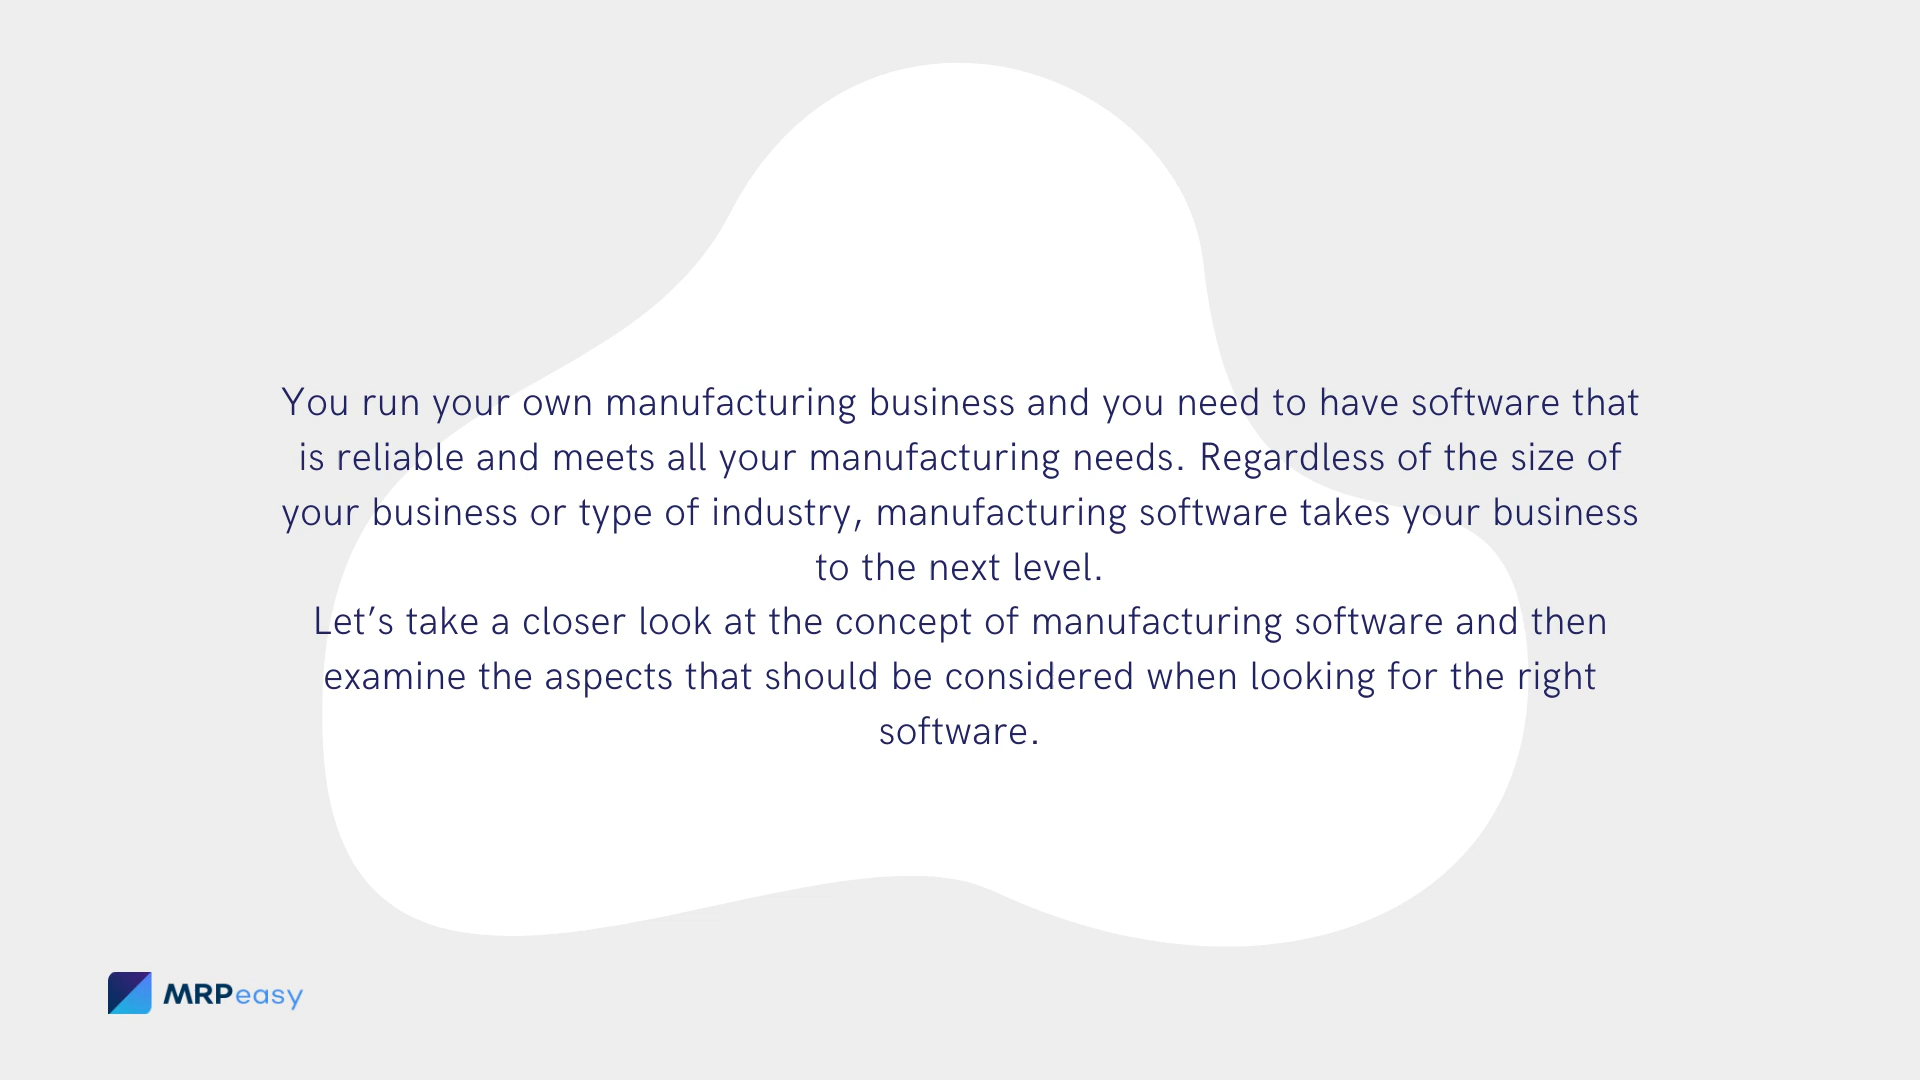 You run your own manufacturing business and you need to have software that
is reliable and meets all your manufacturing needs. Regardless of the size of
your business or type of industry, manufacturing software takes your business
to the next level.
Let’s take a closer look at the concept of manufacturing software and then
examine the aspects that should be considered when looking for the right
software.
MRPeasy